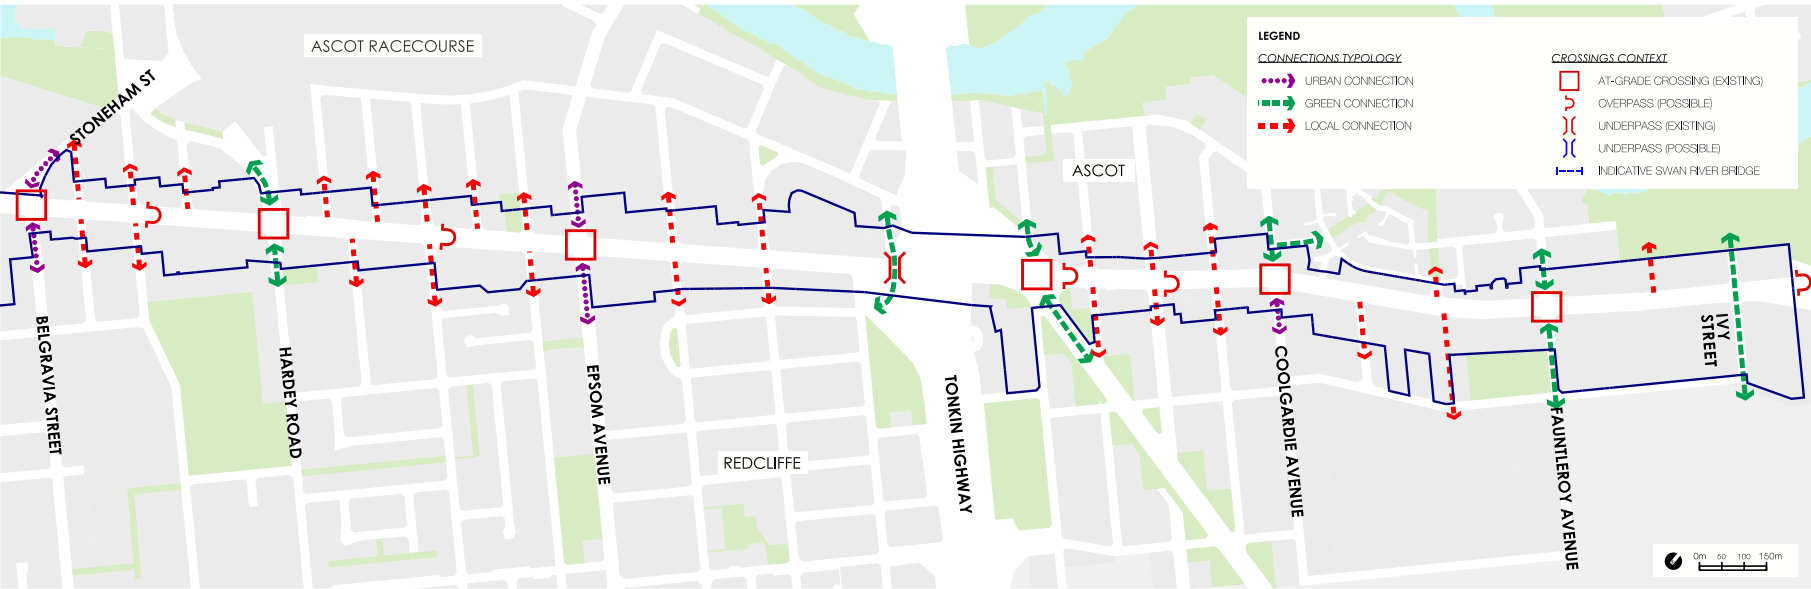 ASCOT RACECOURSE
STONEHAM ST
LEGEND
CONNECTIONS TYPOLOGY
URBAN CONNECTION
GREEN CONNECTION
LOCAL CONNECTION
CROSSINGS CONTEXT
AT-GRADE CROSSING (EXISTING)
OVERPASS (POSSIBLE)
UNDERPASS (EXISTING)
UNDERPASS (POSSIBLE)
INDICATIVE SWAN RIVER BRIDGE
ASCOT
BELGRAVIA STREET
HARDEY ROAD
EPSOM AVENUE
REDCLIFFE
TONKIN HIGHWAY
COOLGARDIE AVENUE
FAUNTLEROY AVENUE
IVY
STREET
0m 50 100 150m